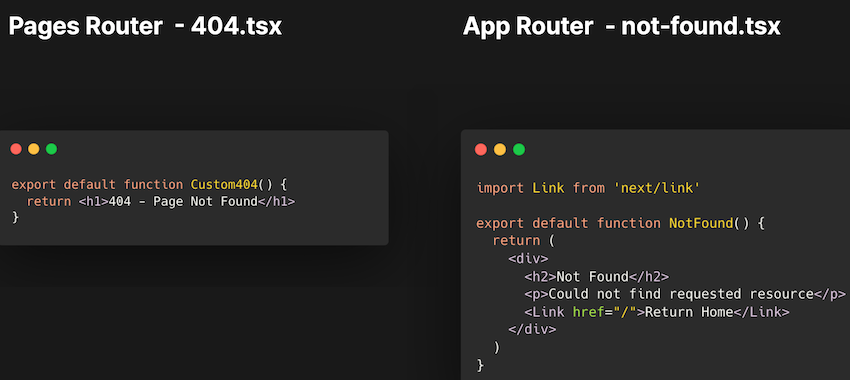 Pages Router - 404.tsx
export default function Custom404() {
  return <h1>404 - Page Not Found</h1>
}
App Router - not-found.tsx
import Link from 'next/link'
export default function NotFound() {
  return (
    <div>
      <h2>Not Found</h2>
      <p>Could not find requested resource</p>
      <Link href="/">Return Home</Link>
    </div>
  )
}